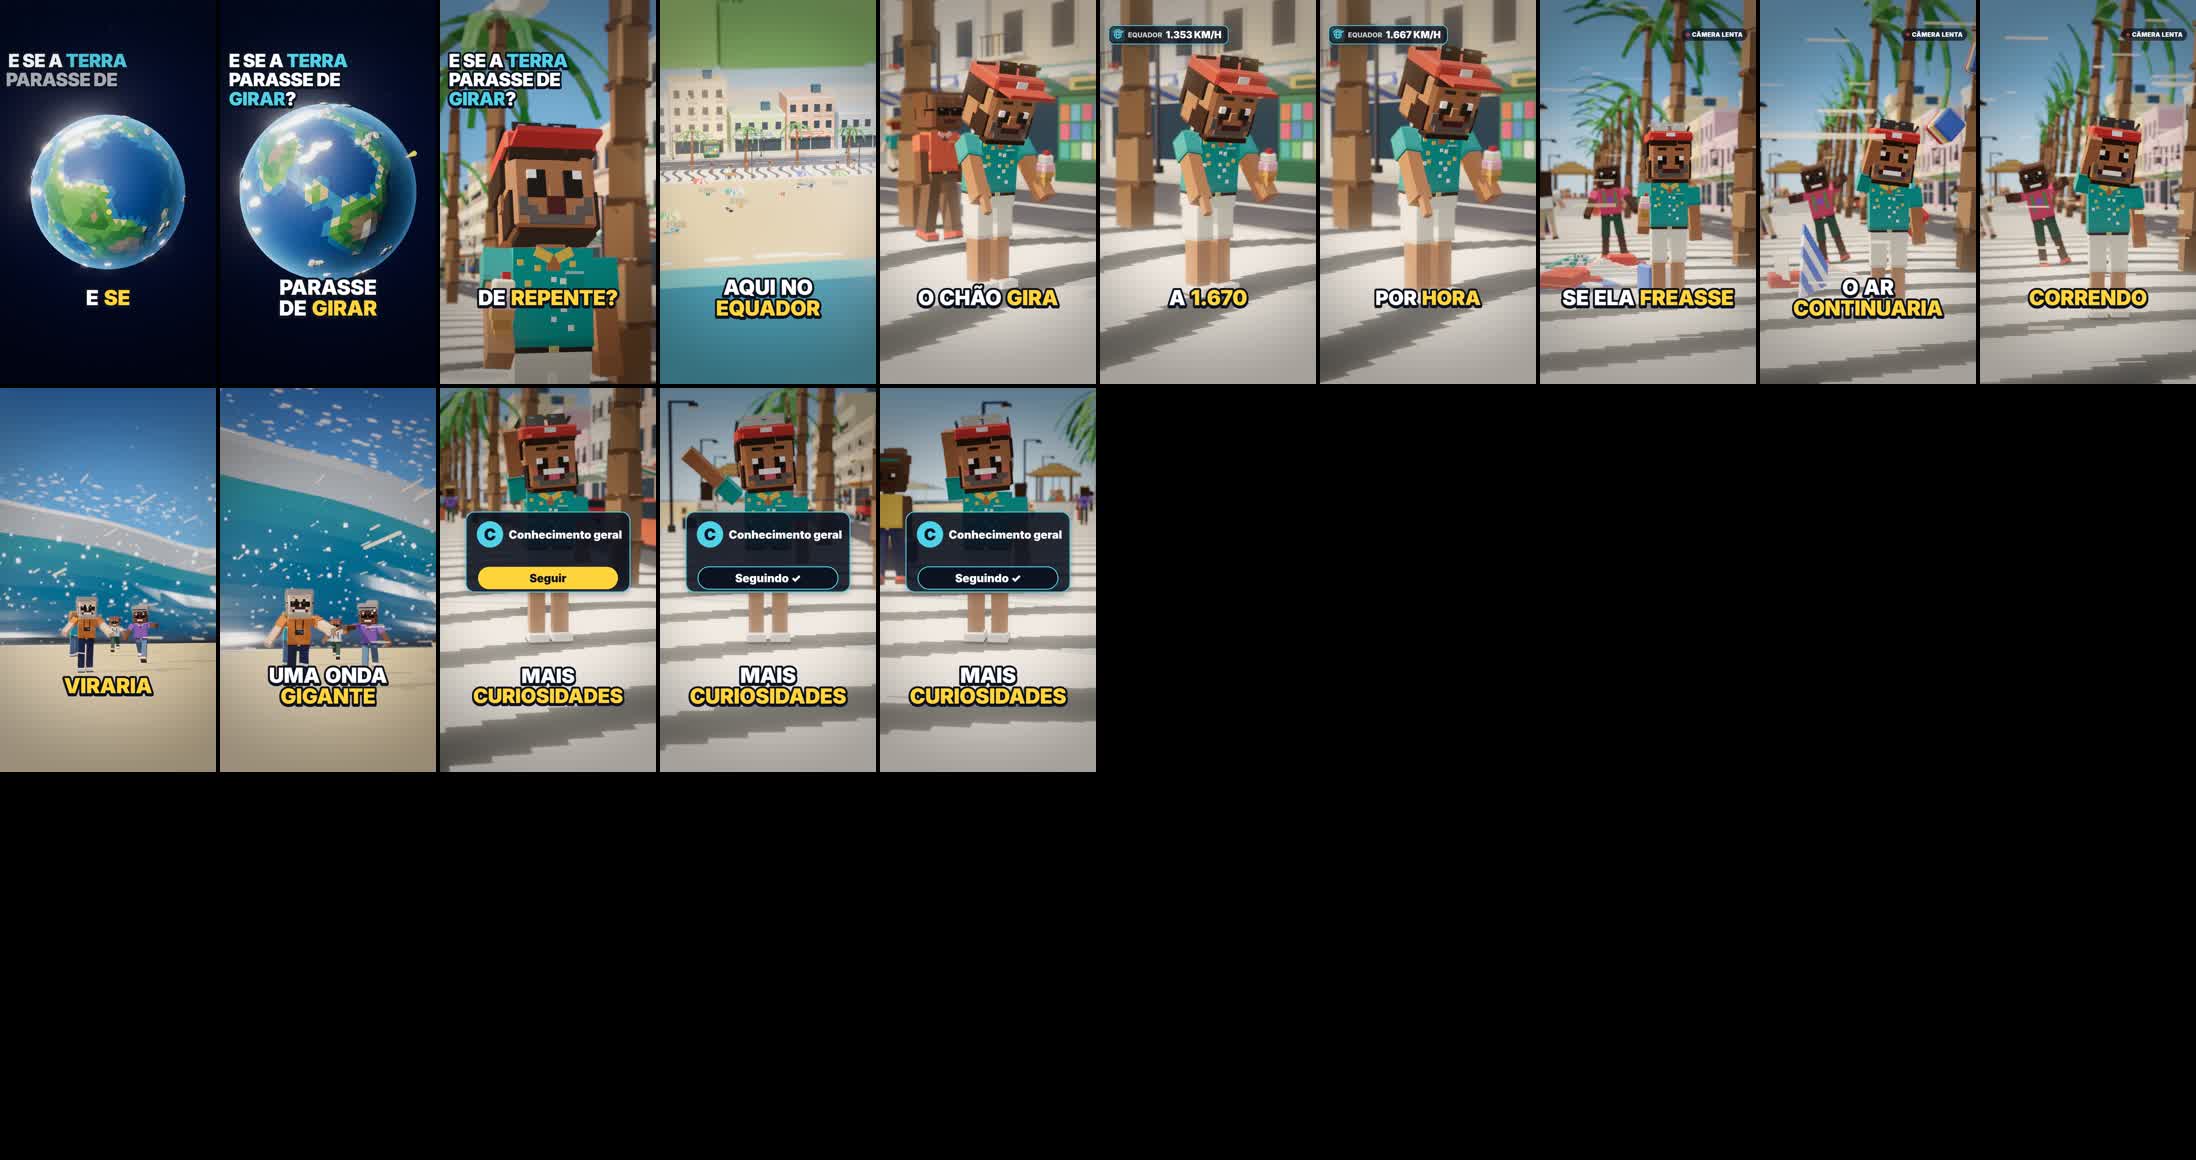 E SE A TERRA
PARASSE DE
E SE
E SE A TERRA
PARASSE DE
GIRAR?
PARASSE
DE GIRAR
E SE A TERRA
PARASSE DE
GIRAR?
DE REPENTE?
AQUI NO
EQUADOR
O CHÃO GIRA
EQUADOR 1.353 KM/H
A 1.670
EQUADOR 1.667 KM/H
POR HORA
CÂMERA LENTA
SE ELA FREASSE
CÂMERA LENTA
O AR
CONTINUARIA
CÂMERA LENTA
CORRENDO
VIRARIA
UMA ONDA
GIGANTE
C Conhecimento geral
Seguir
MAIS
CURIOSIDADES
C Conhecimento geral
Seguindo ✓
MAIS
CURIOSIDADES
C Conhecimento geral
Seguindo ✓
MAIS
CURIOSIDADES